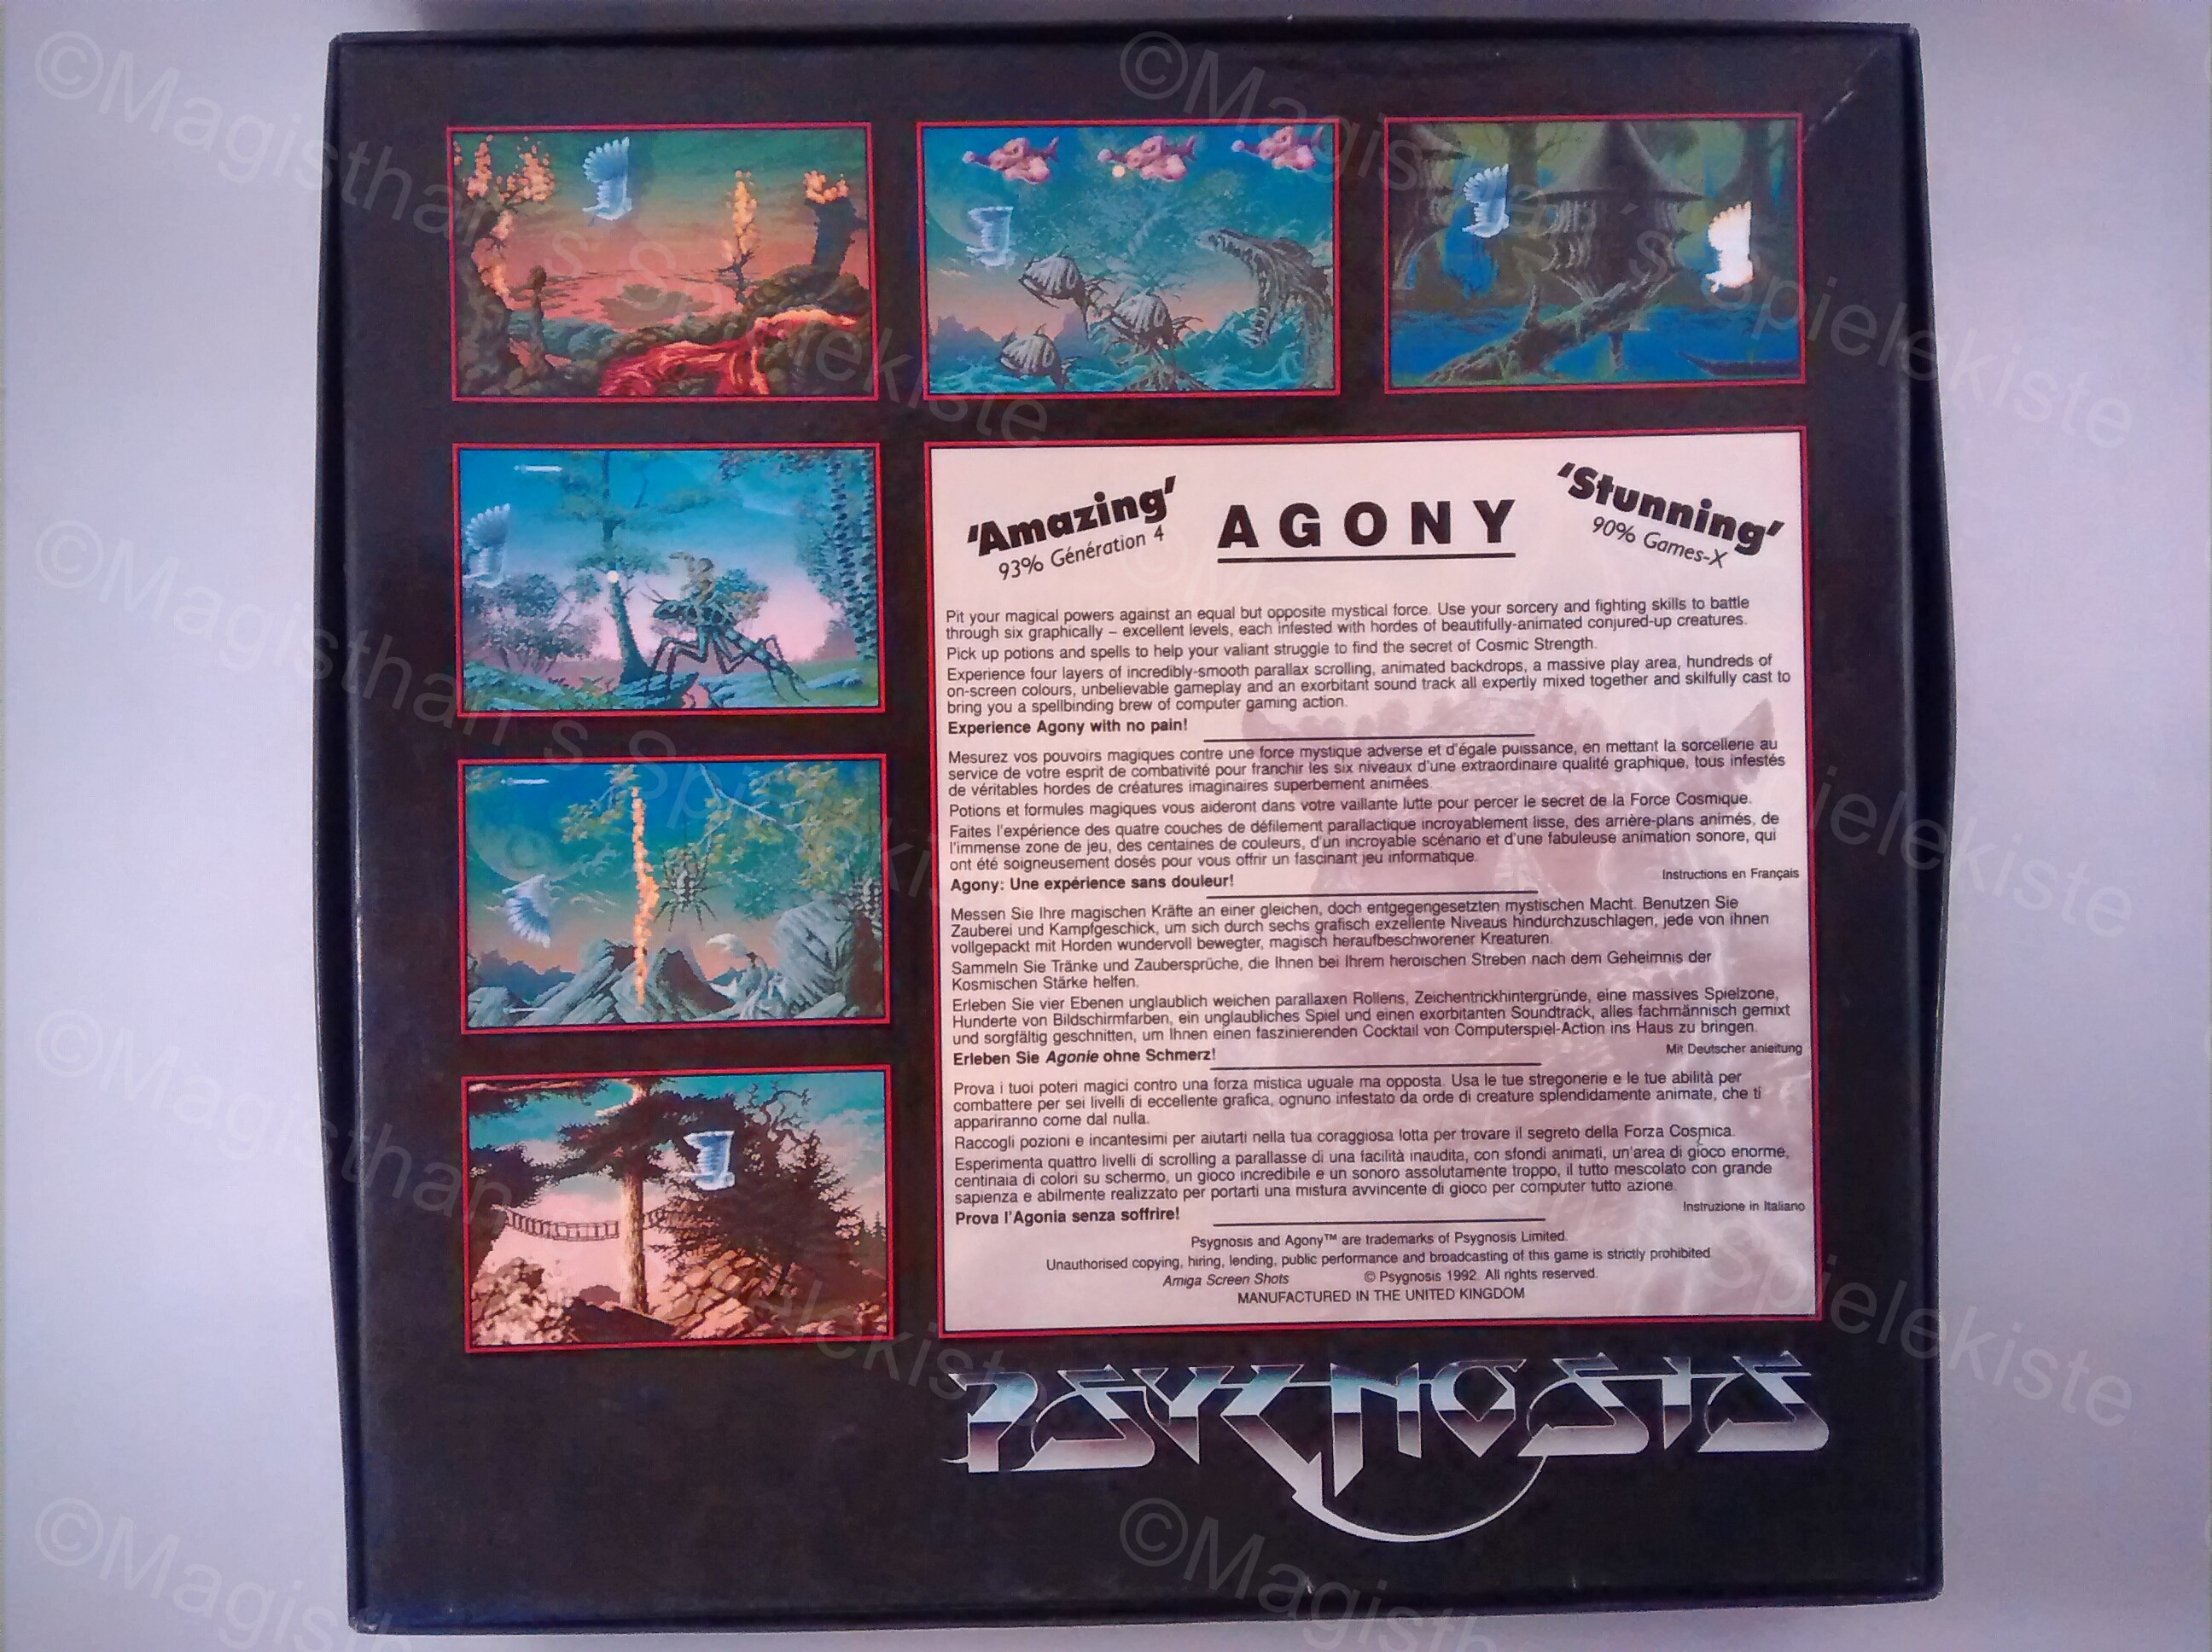 'Amazing'
93% Génération 4
AGONY
'Stunning'
90% Games-X
Pit your magical powers against an equal but opposite mystical force. Use your sorcery and fighting skills to battle
through six graphically – excellent levels, each infested with hordes of beautifully-animated conjured-up creatures.
Pick up potions and spells to help your valiant struggle to find the secret of Cosmic Strength.
Experience four layers of incredibly-smooth parallax scrolling, animated backdrops, a massive play area, hundreds of
on-screen colours, unbelievable gameplay and an exorbitant sound track all expertly mixed together and skilfully cast to
bring you a spellbinding brew of computer gaming action.
Experience Agony with no pain!
Mesurez vos pouvoirs magiques contre une force mystique adverse et d'égale puissance, en mettant la sorcellerie au
service de votre esprit de combativité pour franchir les six niveaux d'une extraordinaire qualité graphique, tous infestés
de véritables hordes de créatures imaginaires superbement animées.
Potions et formules magiques vous aideront dans votre vaillante lutte pour percer le secret de la Force Cosmique.
Faites l'expérience des quatre couches de défilement parallactique incroyablement lisse, des arrière-plans animés, de
l'immense zone de jeu, des centaines de couleurs, d'un incroyable scénario et d'une fabuleuse animation sonore, qui
ont été soigneusement dosés pour vous offrir un fascinant jeu informatique.
Agony: Une expérience sans douleur!
Instructions en Français
Messen Sie Ihre magischen Kräfte an einer gleichen, doch entgegengesetzten mystischen Macht. Benutzen Sie
Zauberei und Kampfgeschick, um sich durch sechs grafisch exzellente Niveaus hindurchzuschlagen, jede von ihnen
vollgepackt mit Horden wundervoll bewegter, magisch heraufbeschworener Kreaturen.
Sammeln Sie Tränke und Zaubersprüche, die Ihnen bei Ihrem heroischen Streben nach dem Geheimnis der
Kosmischen Stärke helfen.
Erleben Sie vier Ebenen unglaublich weichen parallaxen Rollens, Zeichentrickhintergründe, eine massives Spielzone,
Hunderte von Bildschirmfarben, ein unglaubliches Spiel und einen exorbitanten Soundtrack, alles fachmännisch gemixt
und sorgfältig geschnitten, um Ihnen einen faszinierenden Cocktail von Computerspiel-Action ins Haus zu bringen.
Erleben Sie Agonie ohne Schmerz!
Mit Deutscher anleitung
Prova i tuoi poteri magici contro una forza mistica uguale ma opposta. Usa le tue stregonerie e le tue abilità per
combattere per sei livelli di eccellente grafica, ognuno infestato da orde di creature splendidamente animate, che ti
appariranno come dal nulla.
Raccogli pozioni e incantesimi per aiutarti nella tua coraggiosa lotta per trovare il segreto della Forza Cosmica.
Esperimenta quattro livelli di scrolling a parallasse di una facilità inaudita, con sfondi animati, un'area di gioco enorme,
centinaia di colori su schermo, un gioco incredibile e un sonoro assolutamente troppo, il tutto mescolato con grande
sapienza e abilmente realizzato per portarti una mistura avvincente di gioco per computer tutto azione.
Prova l'Agonia senza soffrire!
Instruzione in Italiano
Psygnosis and Agony™ are trademarks of Psygnosis Limited.
Unauthorised copying, hiring, lending, public performance and broadcasting of this game is strictly prohibited.
Amiga Screen Shots © Psygnosis 1992. All rights reserved.
MANUFACTURED IN THE UNITED KINGDOM
PSYGNOSIS
©Magisthan's Spielekiste
©Magisthan's Spielekiste
©Magisthan's Spielekiste
©Magisthan's Spielekiste
©Magisthan's Spielekiste